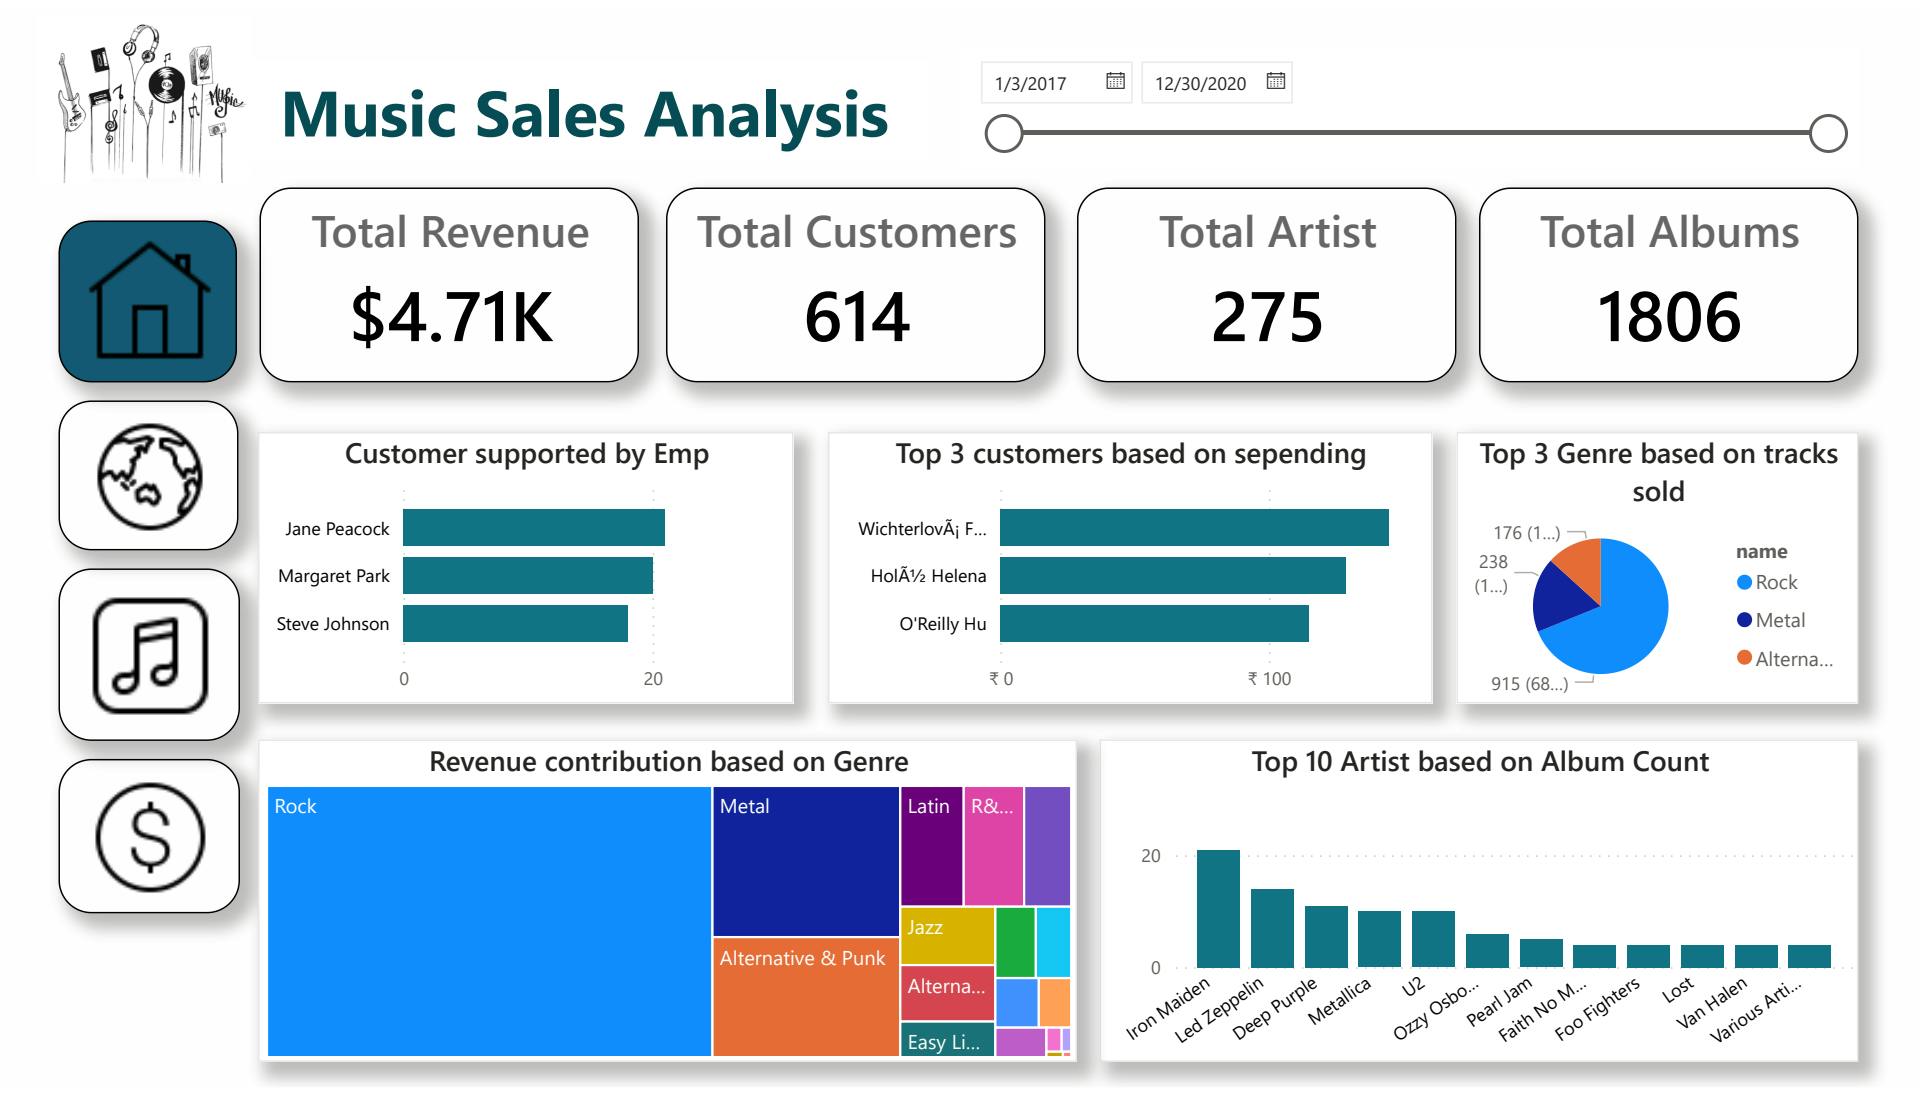 Music
Music Sales Analysis
1/3/2017
12/30/2020
Total Revenue
$4.71K
Total Customers
614
Total Artist
275
Total Albums
1806
Customer supported by Emp
Jane Peacock
Margaret Park
Steve Johnson
0
20
Top 3 customers based on sepending
WichterlovÃ¡ F...
HolÃ½ Helena
O'Reilly Hu
₹ 0
₹ 100
Top 3 Genre based on tracks
sold
176 (1...)
238
(1...)
915 (68...)
name
Rock
Metal
Alterna...
Revenue contribution based on Genre
Rock
Metal
Alternative & Punk
Latin
R&...
Jazz
Alterna...
Easy Li...
Top 10 Artist based on Album Count
20
0
Iron Maiden
Led Zeppelin
Deep Purple
Metallica
U2
Ozzy Osbo...
Pearl Jam
Faith No M...
Foo Fighters
Lost
Van Halen
Various Arti...